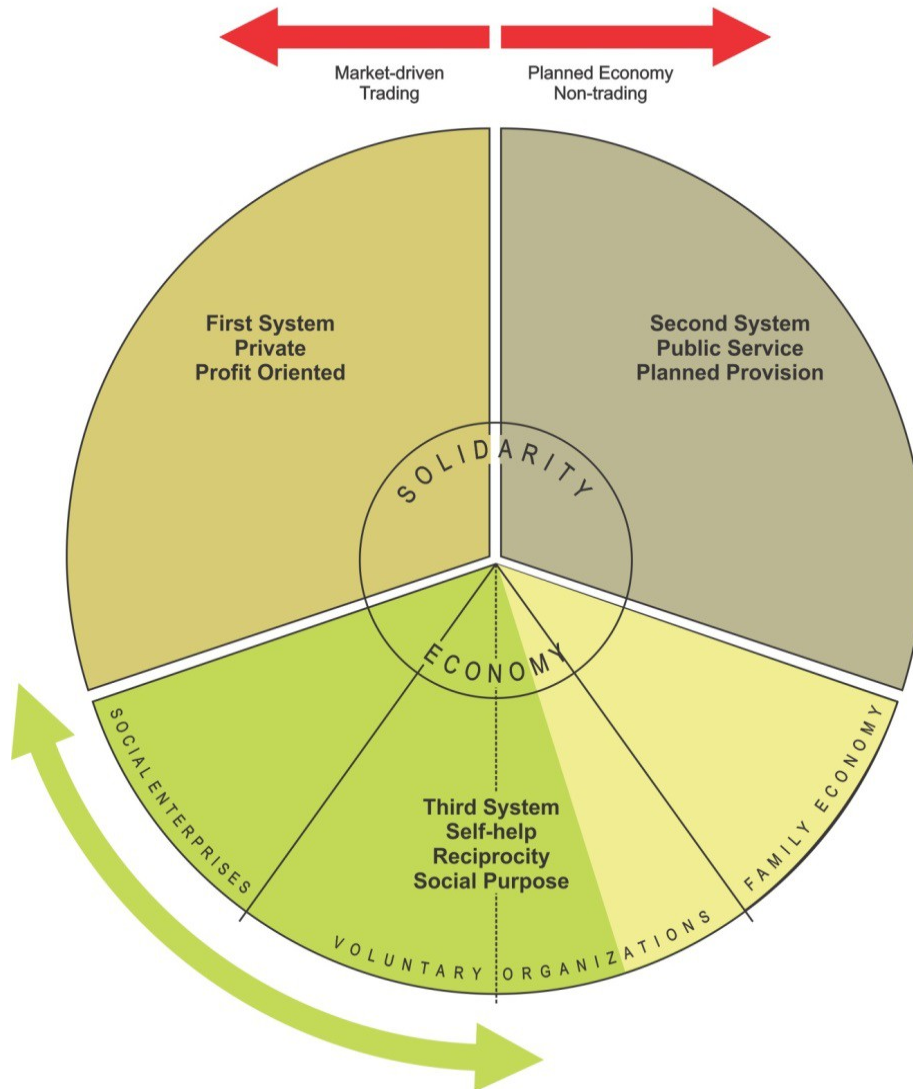 Market-driven
Trading
Planned Economy
Non-trading
First System
Private
Profit Oriented
Second System
Public Service
Planned Provision
SOLIDARITY
ECONOMY
SOCIALENTERPRISES
Third System
Self-help
Reciprocity
Social Purpose
VOLUNTARY ORGANIZATIONS
FAMILY ECONOMY